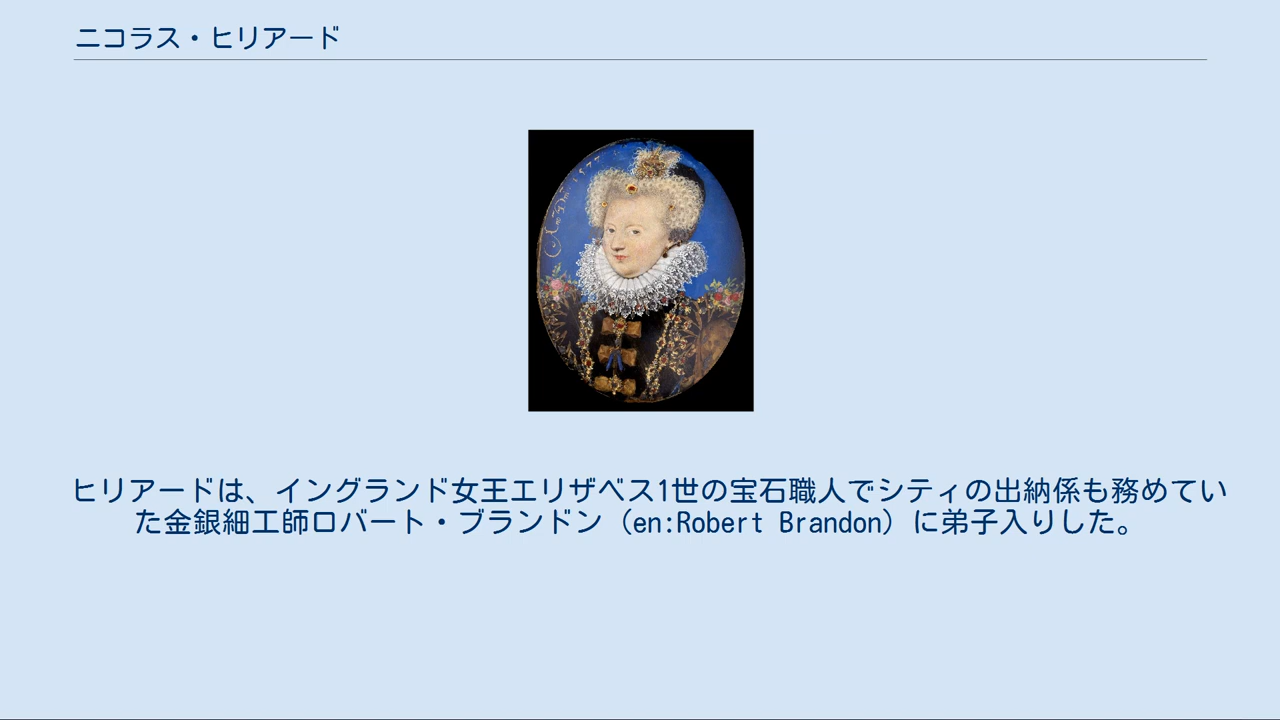 ニコラス・ヒリアード
ヒリアードは、イングランド女王エリザベス1世の宝石職人でシティの出納係も務めてい
た金銀細工師ロバート・ブランドン（en:Robert Brandon）に弟子入りした。